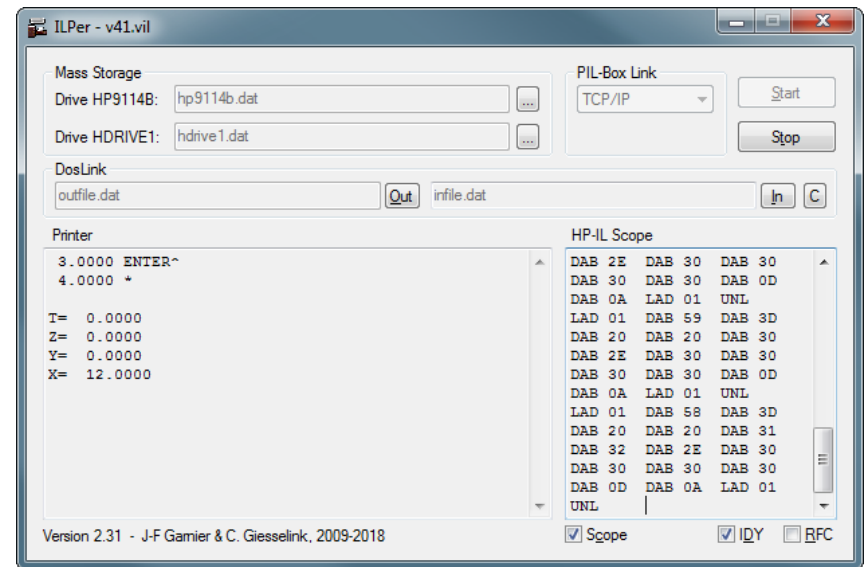 ILPer - v41.vil
Mass Storage
Drive HP9114B: hp9114b.dat ...
Drive HDRIVE1: hdrive1.dat ...
PIL-Box Link
TCP/IP
Start
Stop
DosLink
outfile.dat Out infile.dat In C
Printer
3.0000 ENTER^
4.0000 *
T= 0.0000
Z= 0.0000
Y= 0.0000
X= 12.0000
HP-IL Scope
DAB 2E DAB 30 DAB 30
DAB 30 DAB 30 DAB 0D
DAB 0A LAD 01 UNL
LAD 01 DAB 59 DAB 3D
DAB 20 DAB 20 DAB 30
DAB 2E DAB 30 DAB 30
DAB 30 DAB 30 DAB 0D
DAB 0A LAD 01 UNL
LAD 01 DAB 58 DAB 3D
DAB 20 DAB 20 DAB 31
DAB 32 DAB 2E DAB 30
DAB 30 DAB 30 DAB 30
DAB 0D DAB 0A LAD 01
UNL
Version 2.31 - J-F Garnier & C. Giesselink, 2009-2018
Scope IDY RFC